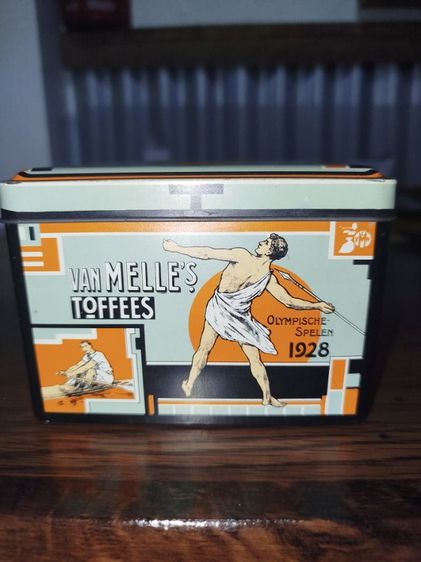 VAN MELLE'S
TOFFEES
OLYMPISCHE-
SPELEN
1928